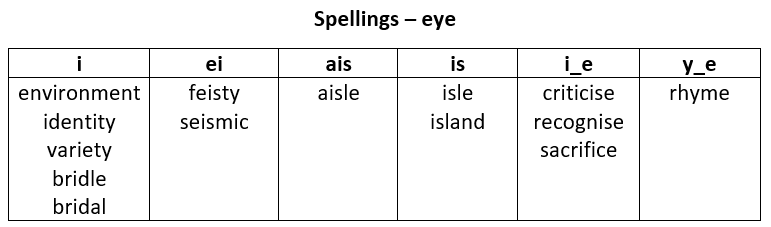 Spellings – eye
i ei ais is i_e y_e
environment feisty aisle isle criticise rhyme
identity seismic island recognise
variety sacrifice
bridle
bridal